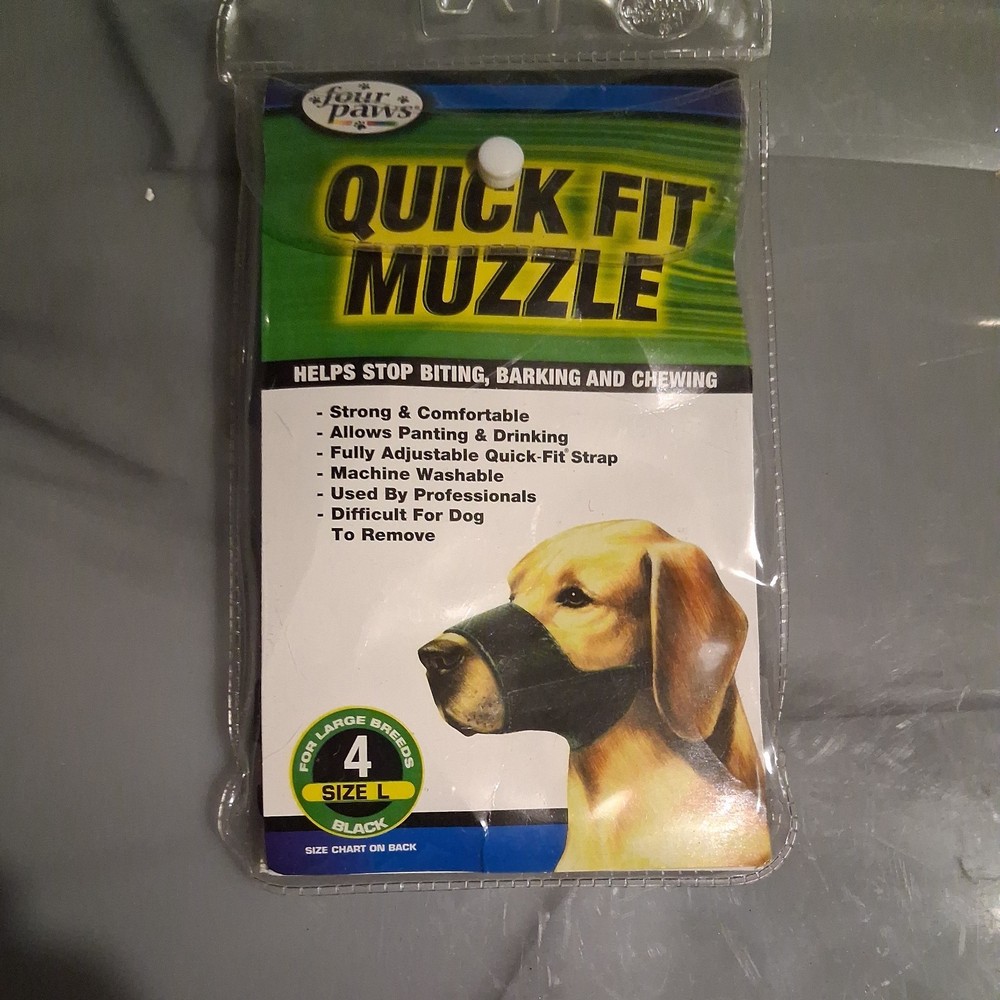 four
paws®
QUICK FIT
MUZZLE
HELPS STOP BITING, BARKING AND CHEWING
- Strong & Comfortable
- Allows Panting & Drinking
- Fully Adjustable Quick-Fit® Strap
- Machine Washable
- Used By Professionals
- Difficult For Dog
To Remove
FOR LARGE BREEDS
4
SIZE L
BLACK
SIZE CHART ON BACK